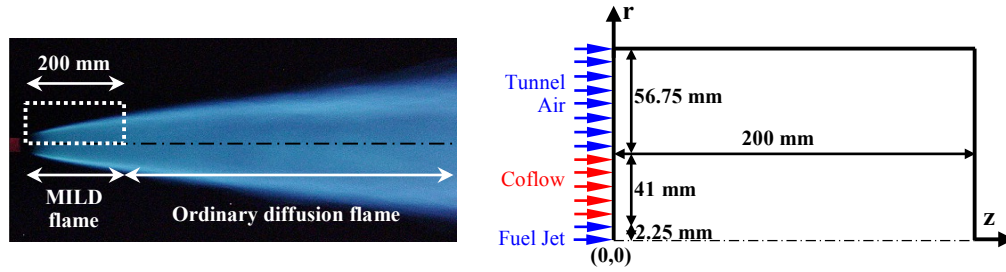 200 mm
MILD
flame
Ordinary diffusion flame
r
Tunnel
Air
56.75 mm
200 mm
Coflow
41 mm
Fuel Jet
2.25 mm
z
(0,0)